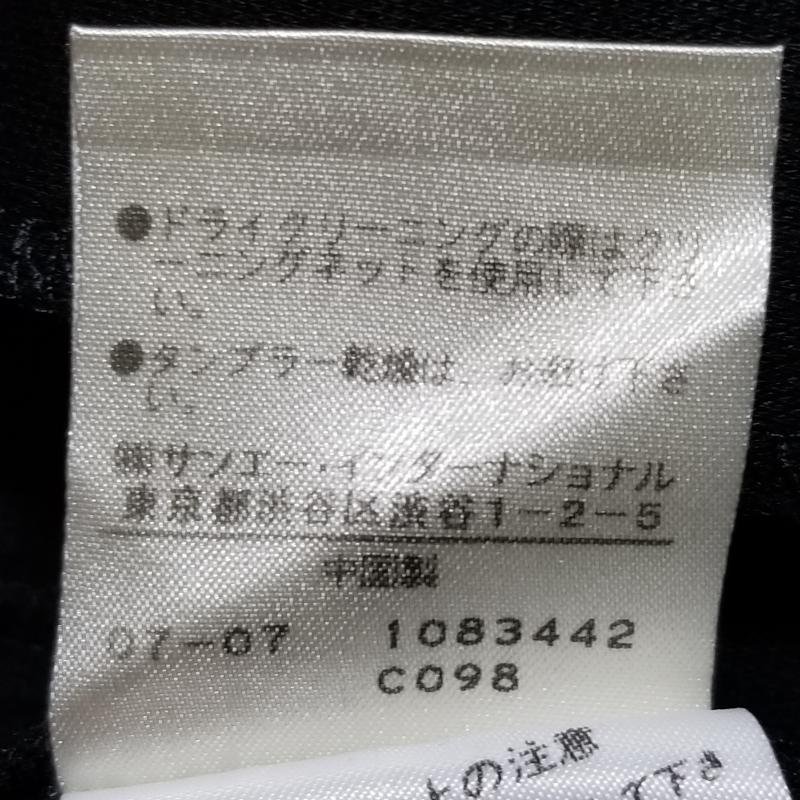 ●ドライクリーニングの際はクリ
ーニングネットを使用して下さ
い。
●タンブラー乾燥は、お避け下さ
い。
㈱サンエー・インターナショナル
東京都渋谷区渋谷1-2-5
中国製
07-07 1083442
C098
上の注意
て下さ